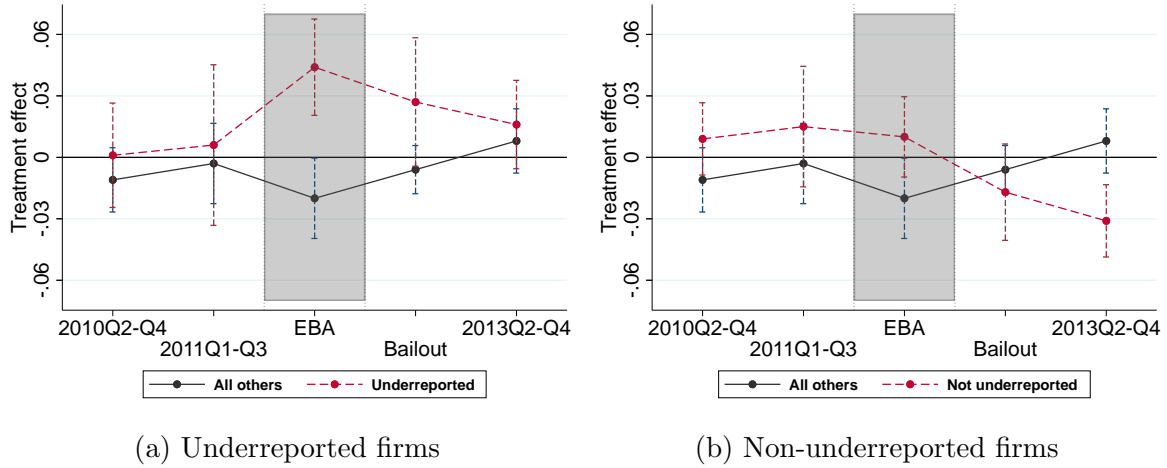 Treatment effect
.06
.03
0
-.03
-.06
2010Q2-Q4
2011Q1-Q3
EBA
Bailout
2013Q2-Q4
All others
Underreported
(a) Underreported firms
Treatment effect
.06
.03
0
-.03
-.06
2010Q2-Q4
2011Q1-Q3
EBA
Bailout
2013Q2-Q4
All others
Not underreported
(b) Non-underreported firms